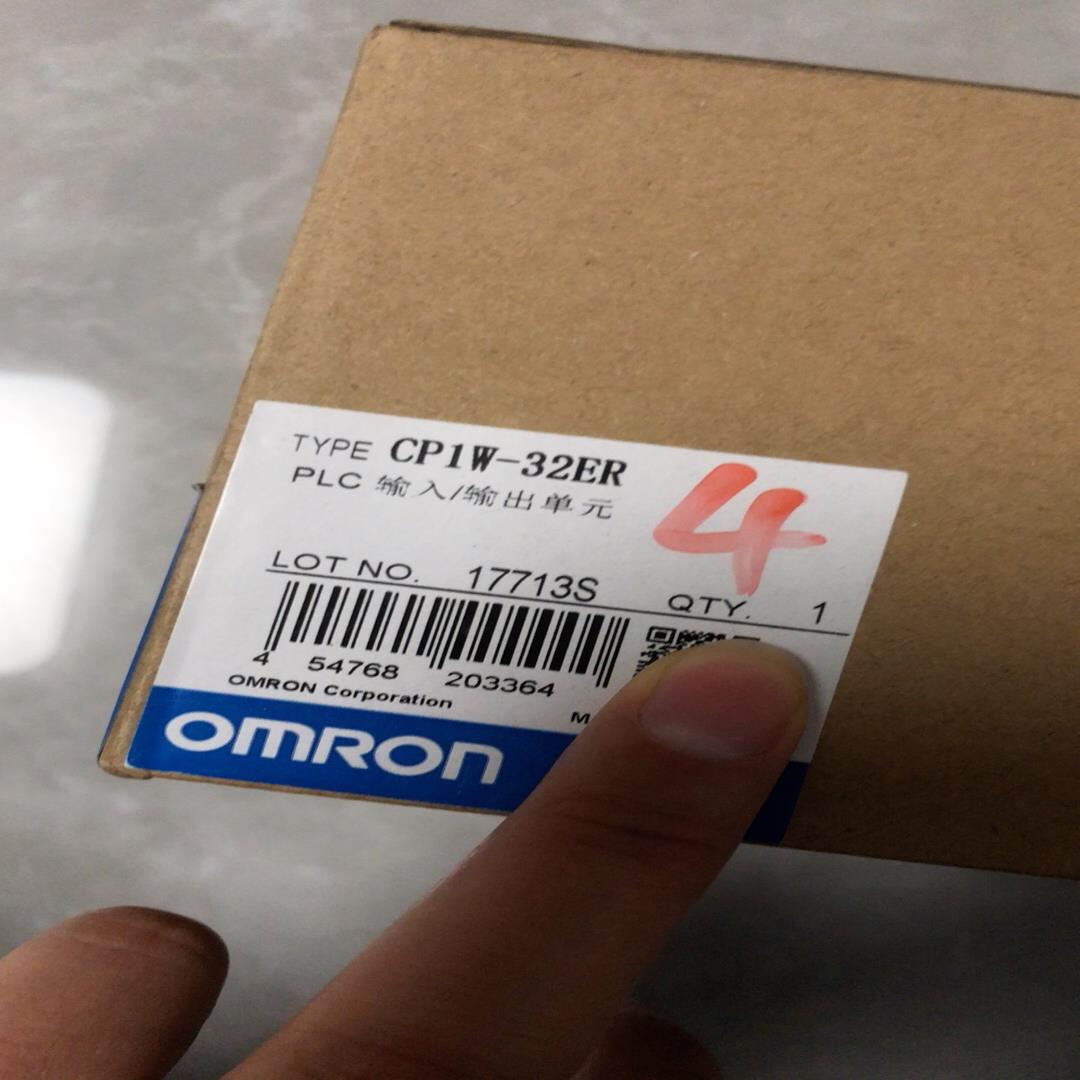 TYPE CP1W-32ER
PLC 输入/输出单元
4
LOT NO. 17713S
QTY. 1
4 54768 203364
OMRON Corporation
OMRON